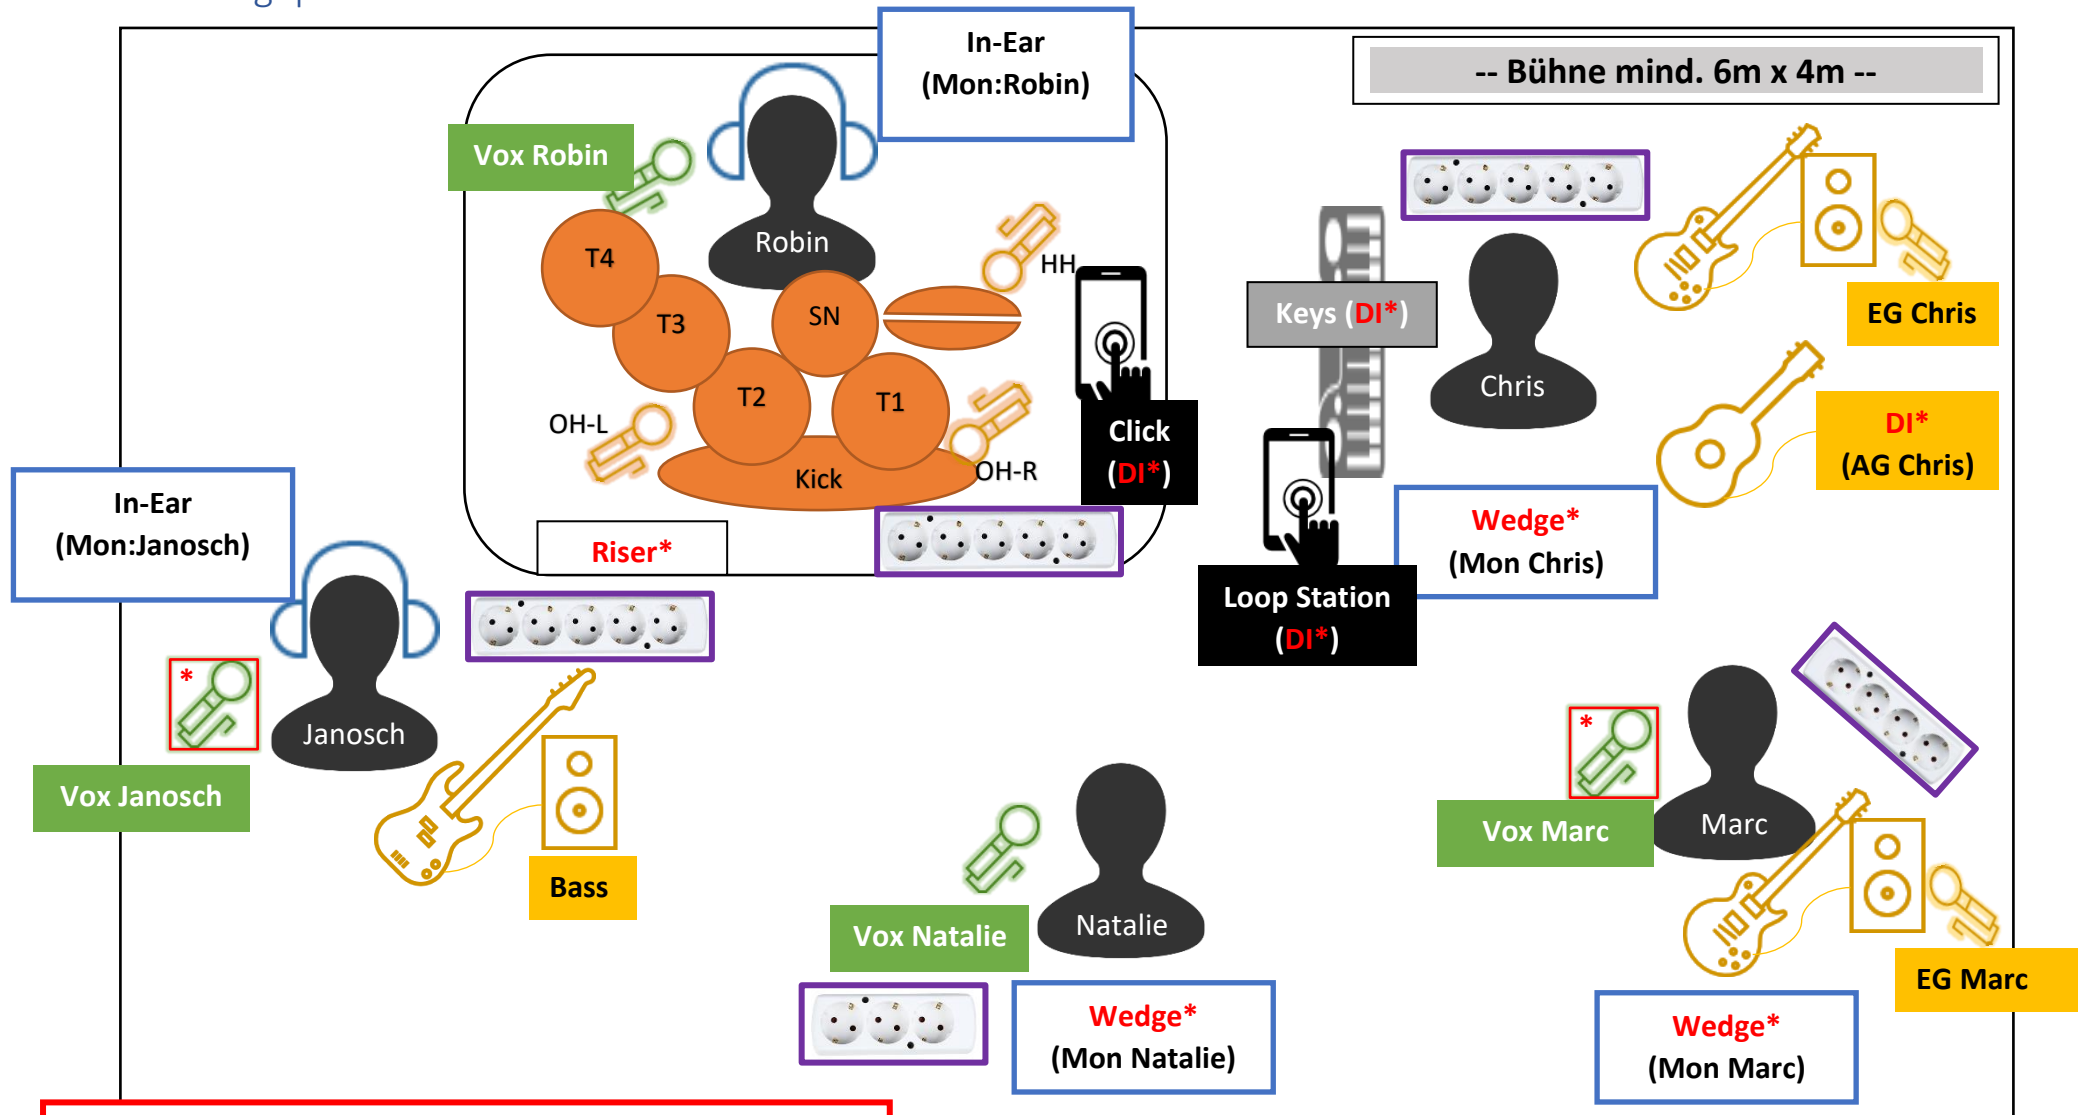 In-Ear
(Mon:Robin)
-- Bühne mind. 6m x 4m --
Vox Robin
Robin
T4
HH
T3
SN
Keys (DI*)
EG Chris
Chris
T2
T1
OH-L
Click
(DI*)
DI*
(AG Chris)
OH-R
Kick
In-Ear
(Mon:Janosch)
Riser*
Wedge*
(Mon Chris)
Loop Station
(DI*)
*
Janosch
Vox Janosch
*
Vox Marc
Marc
Bass
Vox Natalie
Natalie
EG Marc
Wedge*
(Mon Natalie)
Wedge*
(Mon Marc)